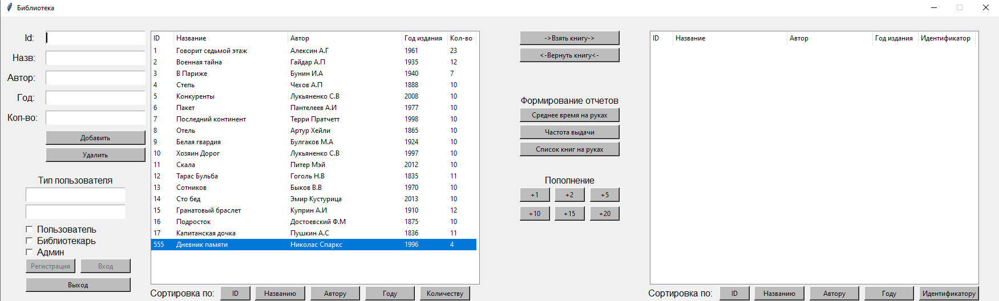 Библиотека
Id:
Назв:
Автор:
Год:
Кол-во:
Добавить
Удалить
Тип пользователя
Пользователь
Библиотекарь
Админ
Регистрация Вход
Выход
ID Название Автор Год издания Кол-во
1 Говорит седьмой этаж Алексин А.Г 1961 23
2 Военная тайна Гайдар А.П 1935 12
3 В Париже Бунин И.А 1940 7
4 Степь Чехов А.П 1888 10
5 Конкуренты Лукьяненко С.В 2008 10
6 Пакет Пантелеев А.И 1977 10
7 Последний континент Терри Пратчетт 1998 10
8 Отель Артур Хейли 1865 10
9 Белая гвардия Булгаков М.А 1924 10
10 Хозяин Дорог Лукьяненко С.В 1997 10
11 Скала Питер Мэй 2012 10
12 Тарас Бульба Гоголь Н.В 1835 11
13 Сотников Быков В.В 1970 10
14 Сто бед Эмир Кустурица 2013 10
15 Гранатовый браслет Куприн А.И 1910 12
16 Подросток Достоевский Ф.М 1875 10
17 Капитанская дочка Пушкин А.С 1836 11
555 Дневник памяти Николас Спаркс 1996 4
Сортировка по: ID Названию Автору Году Количеству
->Взять книгу->
<-Вернуть книгу<-
Формирование отчетов
Среднее время на руках
Частота выдачи
Список книг на руках
Пополнение
+1 +2 +5
+10 +15 +20
ID Название Автор Год издания Идентификатор
Сортировка по: ID Названию Автору Году Идентификатору